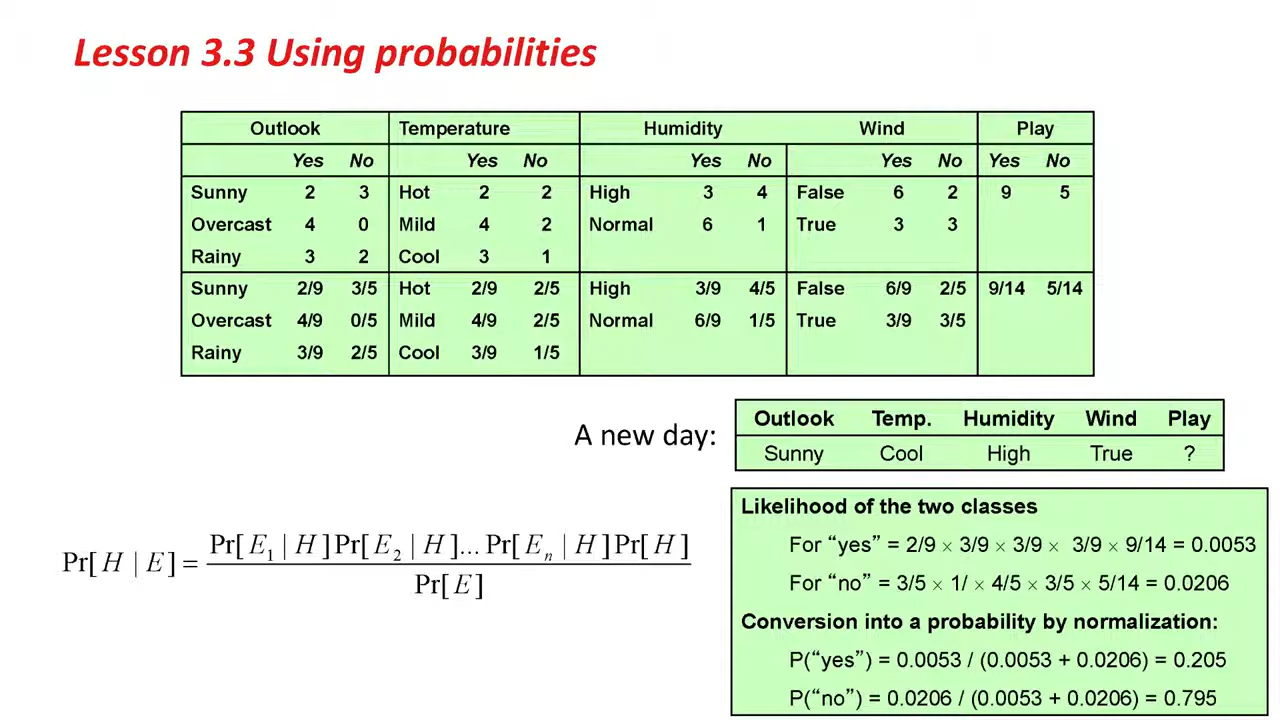 Lesson 3.3 Using probabilities
Outlook Temperature Humidity Wind Play
Yes No Yes No Yes No Yes No Yes No
Sunny 2 3 Hot 2 2 High 3 4 False 6 2 9 5
Overcast 4 0 Mild 4 2 Normal 6 1 True 3 3
Rainy 3 2 Cool 3 1
Sunny 2/9 3/5 Hot 2/9 2/5 High 3/9 4/5 False 6/9 2/5 9/14 5/14
Overcast 4/9 0/5 Mild 4/9 2/5 Normal 6/9 1/5 True 3/9 3/5
Rainy 3/9 2/5 Cool 3/9 1/5
A new day:
Outlook Temp. Humidity Wind Play
Sunny Cool High True ?
Pr[ H | E ] = Pr[ E1 | H ] Pr[ E2 | H ]... Pr[ En | H ] Pr[ H ]
Pr[ E ]
Likelihood of the two classes
For “yes” = 2/9 × 3/9 × 3/9 × 3/9 × 9/14 = 0.0053
For “no” = 3/5 × 1/ × 4/5 × 3/5 × 5/14 = 0.0206
Conversion into a probability by normalization:
P(“yes”) = 0.0053 / (0.0053 + 0.0206) = 0.205
P(“no”) = 0.0206 / (0.0053 + 0.0206) = 0.795